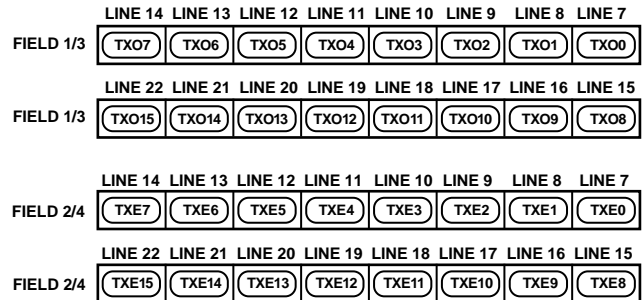 LINE 14 LINE 13 LINE 12 LINE 11 LINE 10 LINE 9 LINE 8 LINE 7
FIELD 1/3 TXO7 TXO6 TXO5 TXO4 TXO3 TXO2 TXO1 TXO0
LINE 22 LINE 21 LINE 20 LINE 19 LINE 18 LINE 17 LINE 16 LINE 15
FIELD 1/3 TXO15 TXO14 TXO13 TXO12 TXO11 TXO10 TXO9 TXO8
LINE 14 LINE 13 LINE 12 LINE 11 LINE 10 LINE 9 LINE 8 LINE 7
FIELD 2/4 TXE7 TXE6 TXE5 TXE4 TXE3 TXE2 TXE1 TXE0
LINE 22 LINE 21 LINE 20 LINE 19 LINE 18 LINE 17 LINE 16 LINE 15
FIELD 2/4 TXE15 TXE14 TXE13 TXE12 TXE11 TXE10 TXE9 TXE8